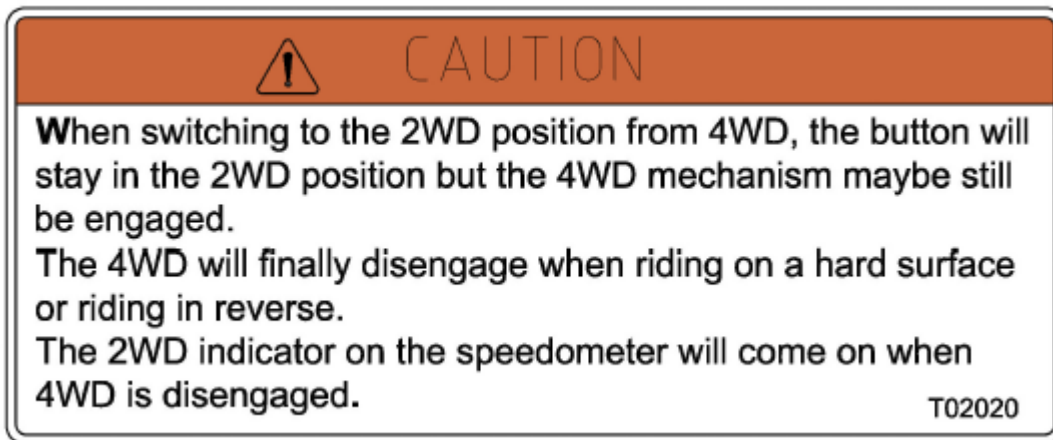 CAUTION
When switching to the 2WD position from 4WD, the button will
stay in the 2WD position but the 4WD mechanism maybe still
be engaged.
The 4WD will finally disengage when riding on a hard surface
or riding in reverse.
The 2WD indicator on the speedometer will come on when
4WD is disengaged.
T02020